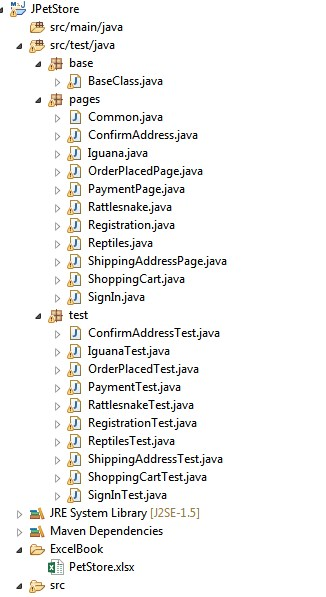 JPetStore
src/main/java
src/test/java
base
BaseClass.java
pages
Common.java
ConfirmAddress.java
Iguana.java
OrderPlacedPage.java
PaymentPage.java
Rattlesnake.java
Registration.java
Reptiles.java
ShippingAddressPage.java
ShoppingCart.java
SignIn.java
test
ConfirmAddressTest.java
IguanaTest.java
OrderPlacedTest.java
PaymentTest.java
RattlesnakeTest.java
RegistrationTest.java
ReptilesTest.java
ShippingAddressTest.java
ShoppingCartTest.java
SignInTest.java
JRE System Library [J2SE-1.5]
Maven Dependencies
ExcelBook
PetStore.xlsx
src